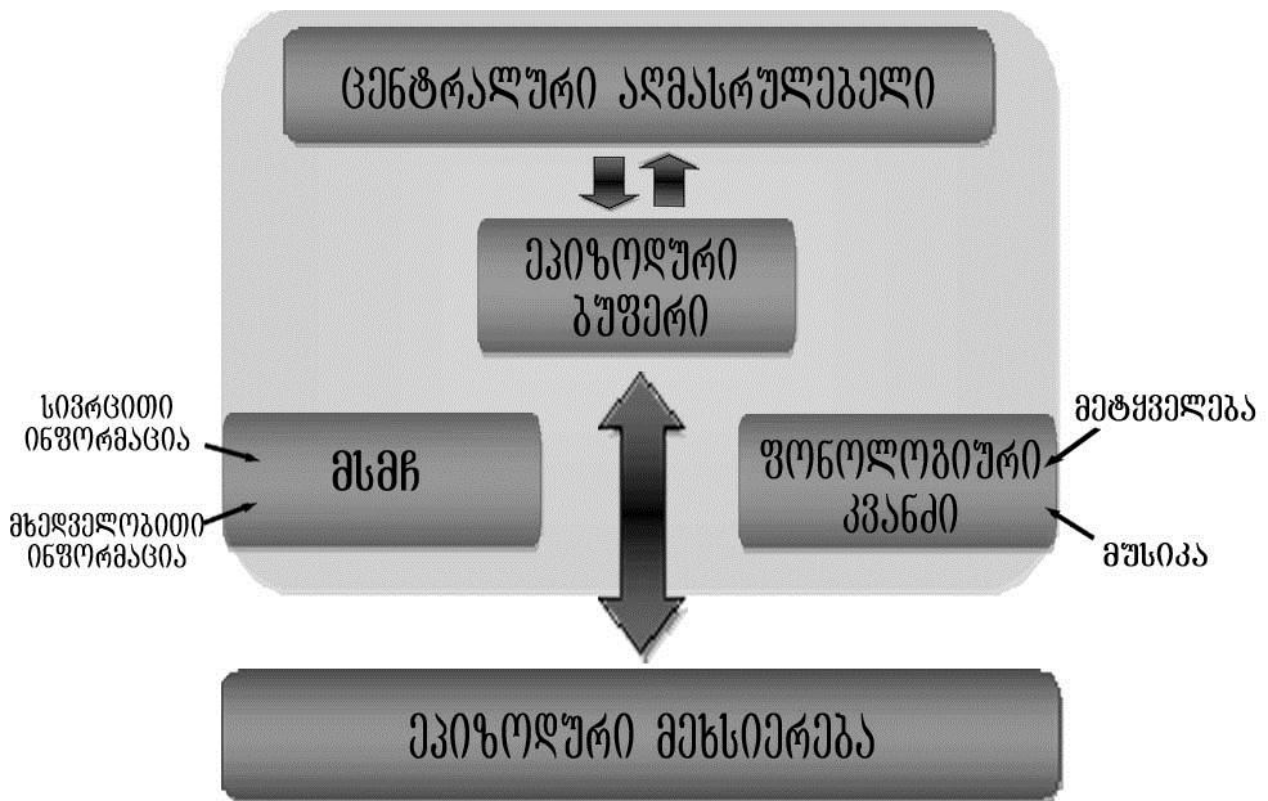 ცენტრალური აღმასრულებელი
ეპიზოდური
ბუფერი
სივრცითი
ინფორმაცია
მხედველობითი
ინფორმაცია
მსმჩ
ფონოლოგიური
კვანძი
მეტყველება
მუსიკა
ეპიზოდური მეხსიერება